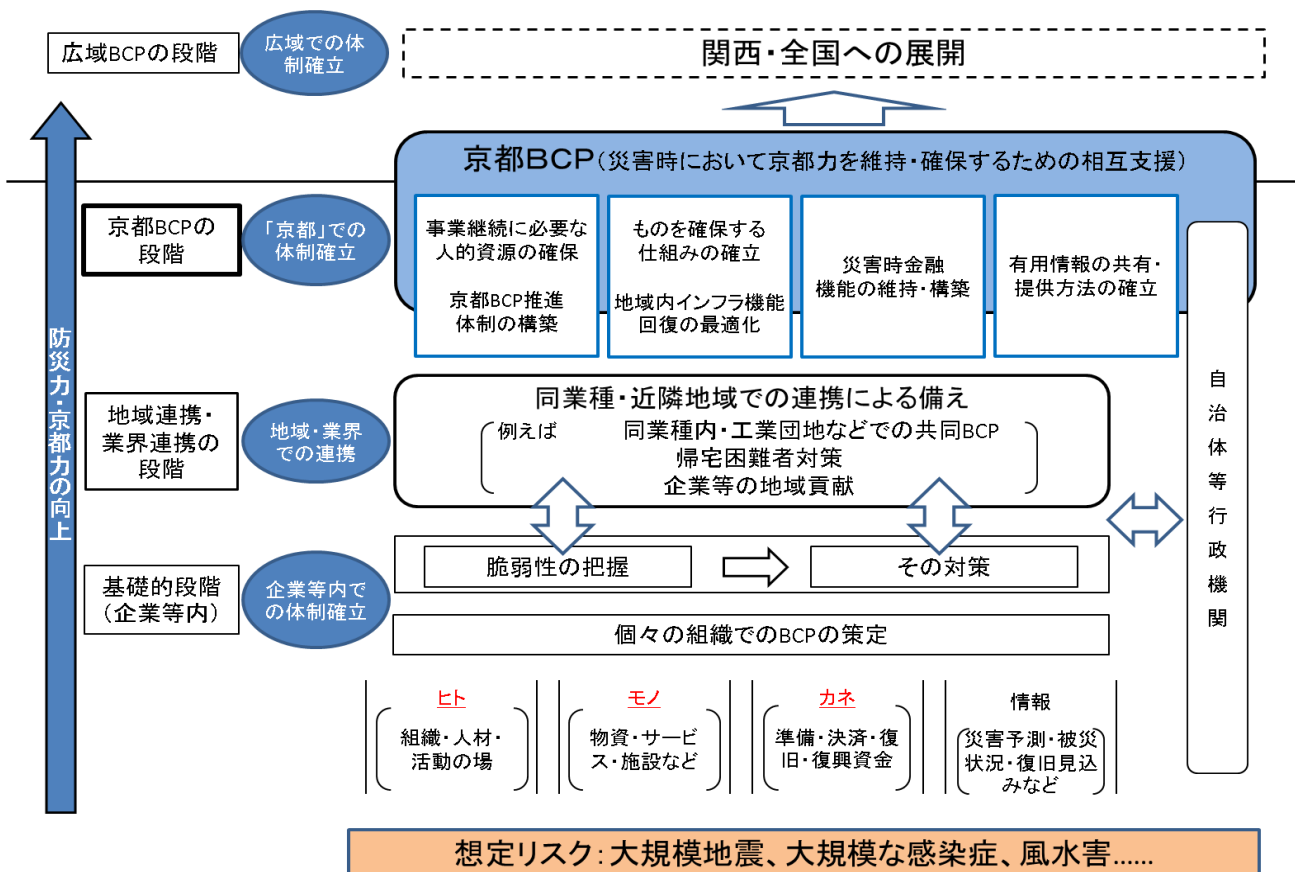 広域BCPの段階
広域での体
制確立
関西・全国への展開
京都BCP(災害時において京都力を維持・確保するための相互支援)
京都BCPの
段階
「京都」での
体制確立
事業継続に必要な
人的資源の確保
京都BCP推進
体制の構築
ものを確保する
仕組みの確立
地域内インフラ機能
回復の最適化
災害時金融
機能の維持・構築
有用情報の共有・
提供方法の確立
防災力・京都力の向上
自治体等行政機関
地域連携・
業界連携の
段階
地域・業界
での連携
同業種・近隣地域での連携による備え
例えば 同業種内・工業団地などでの共同BCP
帰宅困難者対策
企業等の地域貢献
基礎的段階
(企業等内)
企業等内で
の体制確立
脆弱性の把握
その対策
個々の組織でのBCPの策定
ヒト
組織・人材・
活動の場
モノ
物資・サービ
ス・施設など
カネ
準備・決済・復
旧・復興資金
情報
災害予測・被災
状況・復旧見込
みなど
想定リスク:大規模地震、大規模な感染症、風水害……